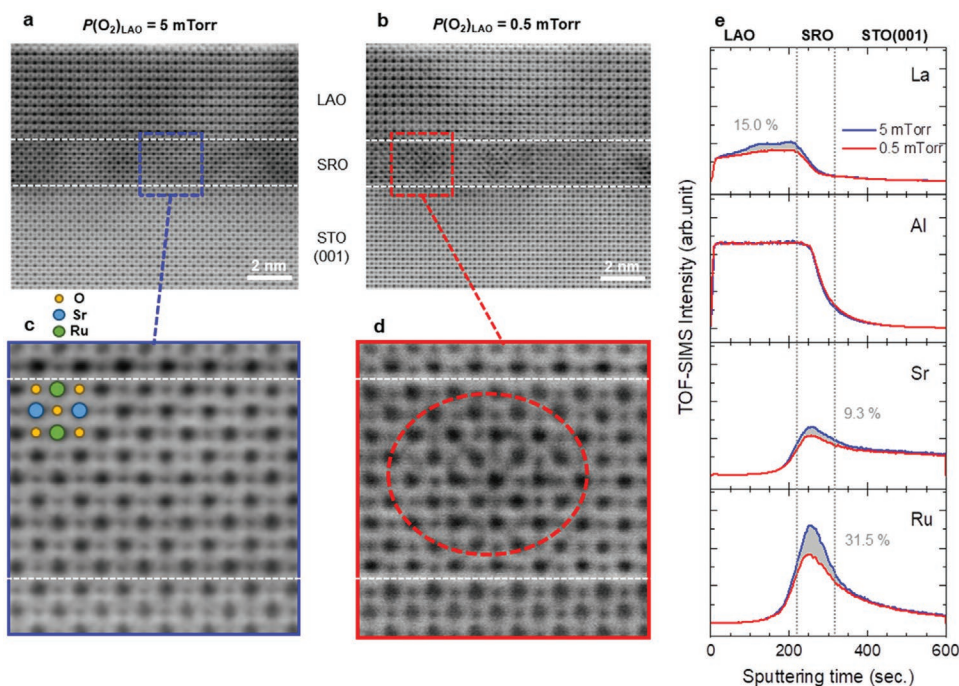 a
P(O₂)LAO = 5 mTorr
b
P(O₂)LAO = 0.5 mTorr
LAO
SRO
STO
(001)
2 nm
2 nm
O
Sr
Ru
c
d
e
LAO SRO STO(001)
La
15.0 %
5 mTorr
0.5 mTorr
Al
Sr
9.3 %
Ru
31.5 %
TOF-SIMS Intensity (arb.unit)
0 200 400 600
Sputtering time (sec.)